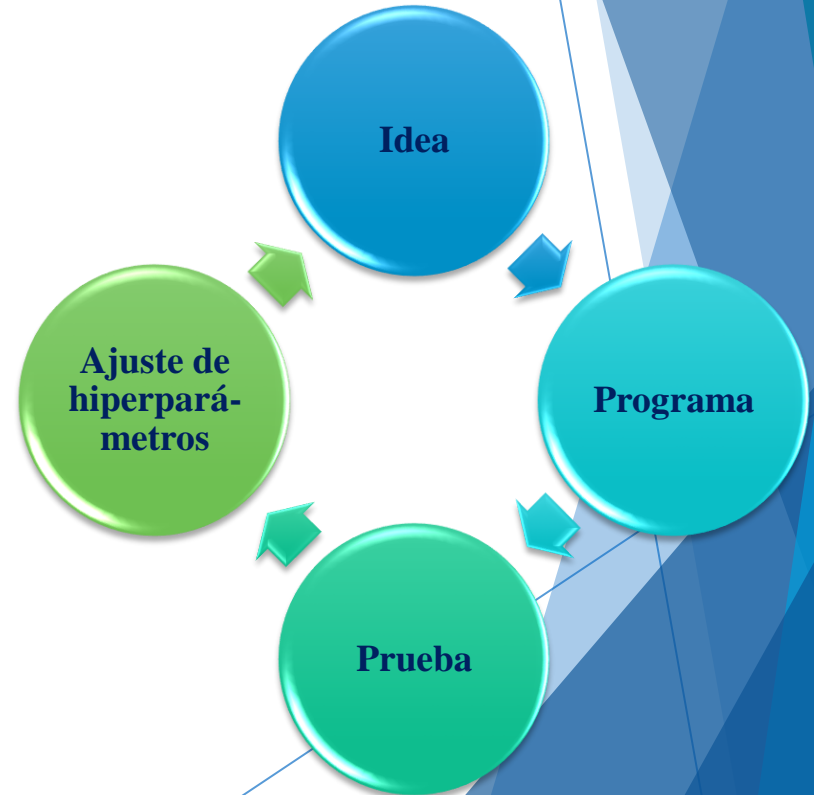 Idea
Programa
Prueba
Ajuste de
hiperpará-
metros